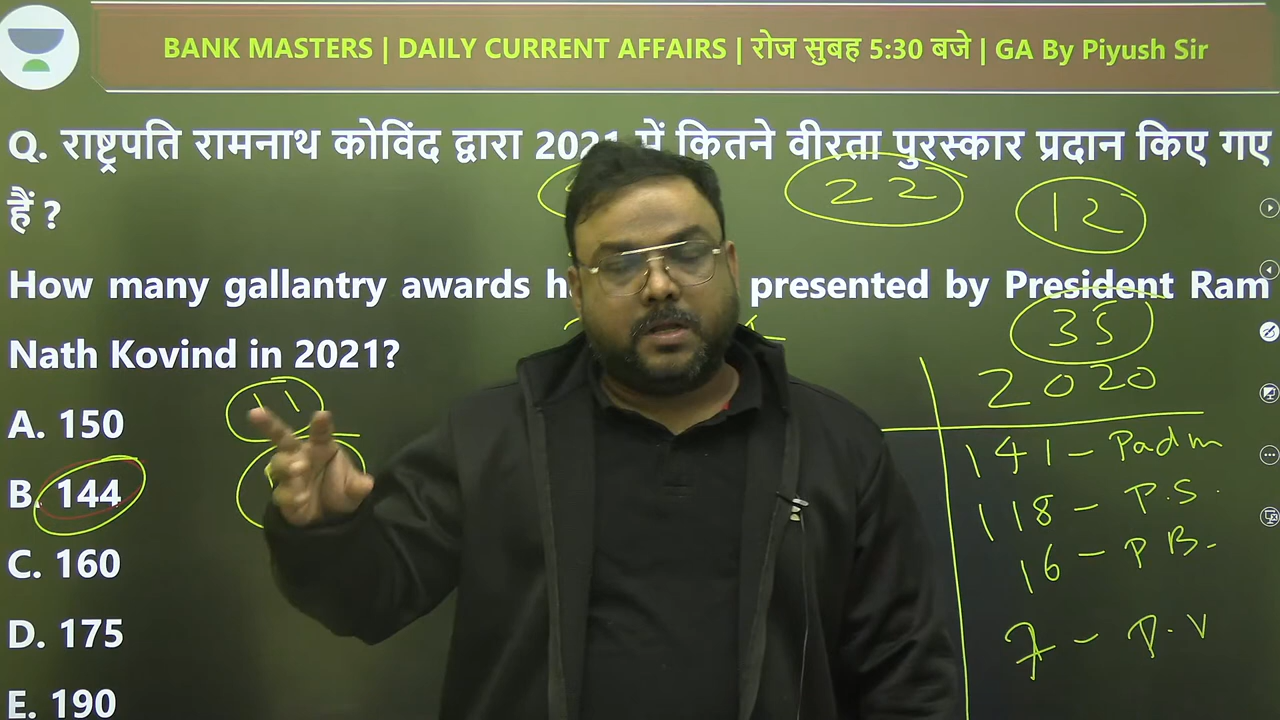 BANK MASTERS | DAILY CURRENT AFFAIRS | रोज सुबह 5:30 बजे | GA By Piyush Sir
Q. राष्ट्रपति रामनाथ कोविंद द्वारा 2021 में कितने वीरता पुरस्कार प्रदान किए गए
हैं ?
22
12
How many gallantry awards presented by President Ram
Nath Kovind in 2021?
35
2020
A. 150
11
141 - Padm
B. 144
118 - P.S.
C. 160
16 - P B-
D. 175
7 - P.V
E. 190